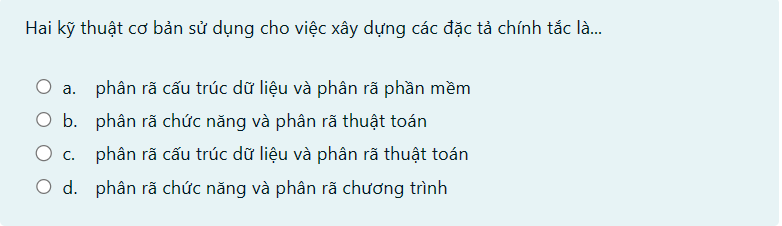 Hai kỹ thuật cơ bản sử dụng cho việc xây dựng các đặc tả chính tắc là...
a. phân rã cấu trúc dữ liệu và phân rã phần mềm
b. phân rã chức năng và phân rã thuật toán
c. phân rã cấu trúc dữ liệu và phân rã thuật toán
d. phân rã chức năng và phân rã chương trình